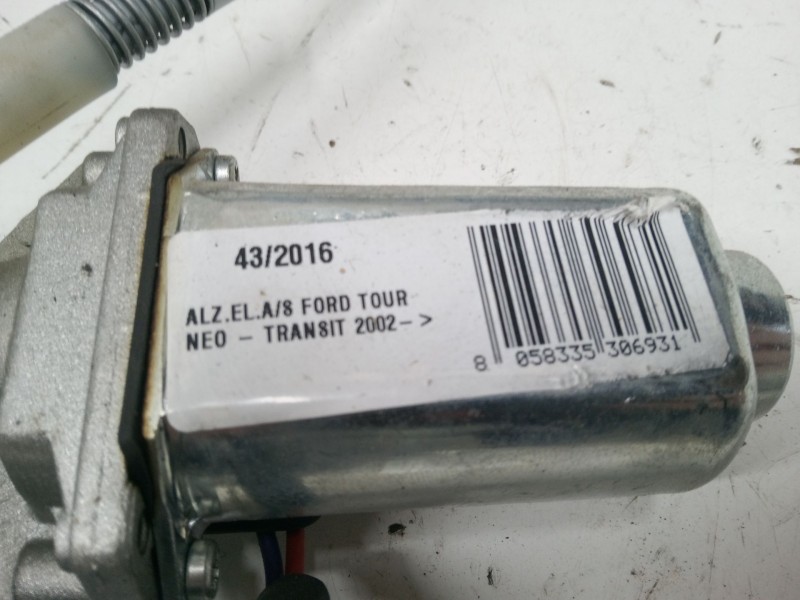 43/2016
ALZ.EL.A/S FORD TOUR
NEO - TRANSIT 2002->
8 058335 306931